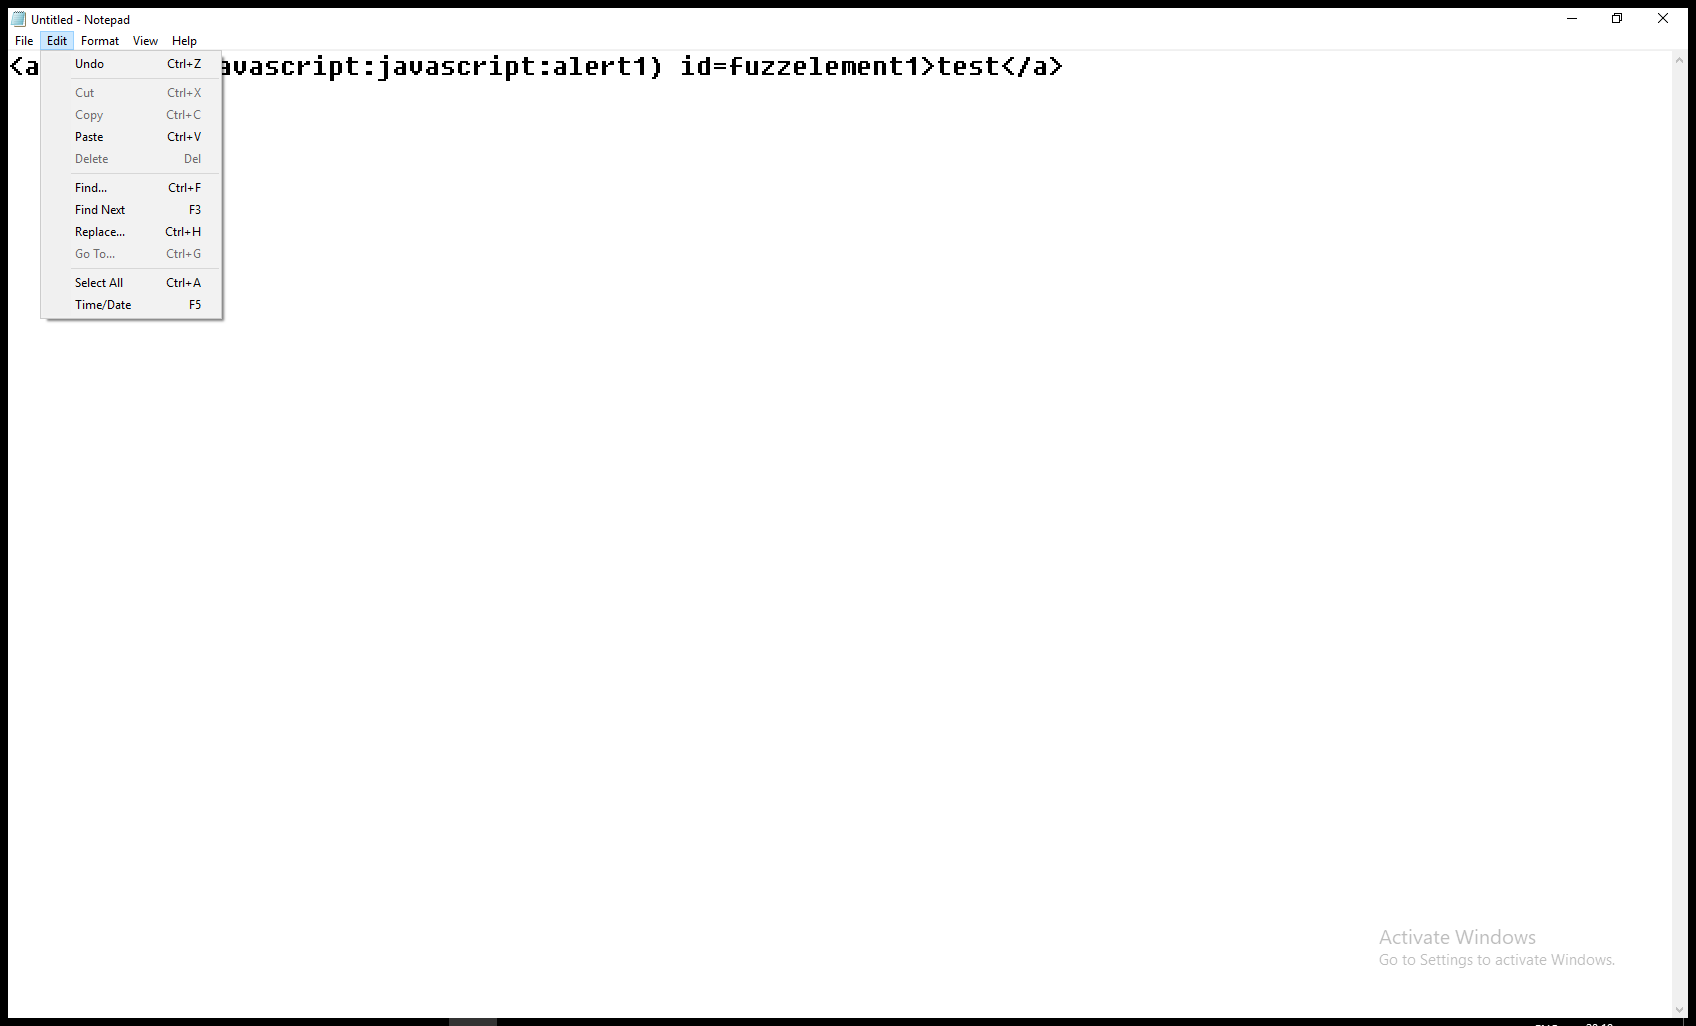 Untitled - Notepad
File Edit Format View Help
<a avascript:javascript:alert1) id=fuzzelement1>test</a>
Undo Ctrl+Z
Cut Ctrl+X
Copy Ctrl+C
Paste Ctrl+V
Delete Del
Find... Ctrl+F
Find Next F3
Replace... Ctrl+H
Go To... Ctrl+G
Select All Ctrl+A
Time/Date F5
Activate Windows
Go to Settings to activate Windows.